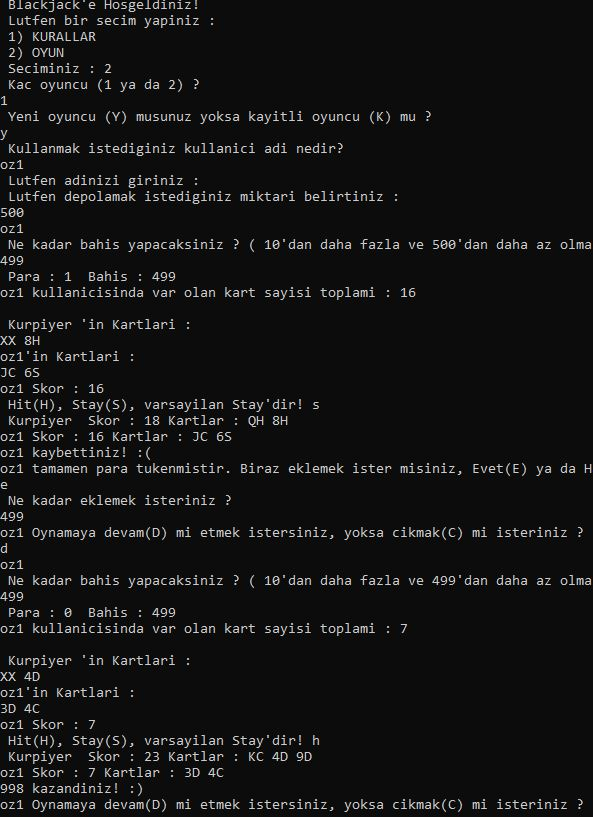 Blackjack'e Hosgeldiniz!
Lutfen bir secim yapiniz :
1) KURALLAR
2) OYUN
Seciminiz : 2
Kac oyuncu (1 ya da 2) ?
1
Yeni oyuncu (Y) musunuz yoksa kayitli oyuncu (K) mu ?
y
Kullanmak istediginiz kullanici adi nedir?
oz1
Lutfen adinizi giriniz :
Lutfen depolamak istediginiz miktari belirtiniz :
500
oz1
Ne kadar bahis yapacaksiniz ? ( 10'dan daha fazla ve 500'dan daha az olma
499
Para : 1  Bahis : 499
oz1 kullanicisinda var olan kart sayisi toplami : 16
Kurpiyer 'in Kartlari :
XX 8H
oz1'in Kartlari :
JC 6S
oz1 Skor : 16
Hit(H), Stay(S), varsayilan Stay'dir! s
Kurpiyer  Skor : 18 Kartlar : QH 8H
oz1 Skor : 16 Kartlar : JC 6S
oz1 kaybettiniz! :(
oz1 tamamen para tukenmistir. Biraz eklemek ister misiniz, Evet(E) ya da H
e
Ne kadar eklemek isteriniz ?
499
oz1 Oynamaya devam(D) mi etmek istersiniz, yoksa cikmak(C) mi isteriniz ?
d
oz1
Ne kadar bahis yapacaksiniz ? ( 10'dan daha fazla ve 499'dan daha az olma
499
Para : 0  Bahis : 499
oz1 kullanicisinda var olan kart sayisi toplami : 7
Kurpiyer 'in Kartlari :
XX 4D
oz1'in Kartlari :
3D 4C
oz1 Skor : 7
Hit(H), Stay(S), varsayilan Stay'dir! h
Kurpiyer  Skor : 23 Kartlar : KC 4D 9D
oz1 Skor : 7 Kartlar : 3D 4C
998 kazandiniz! :)
oz1 Oynamaya devam(D) mi etmek istersiniz, yoksa cikmak(C) mi isteriniz ?